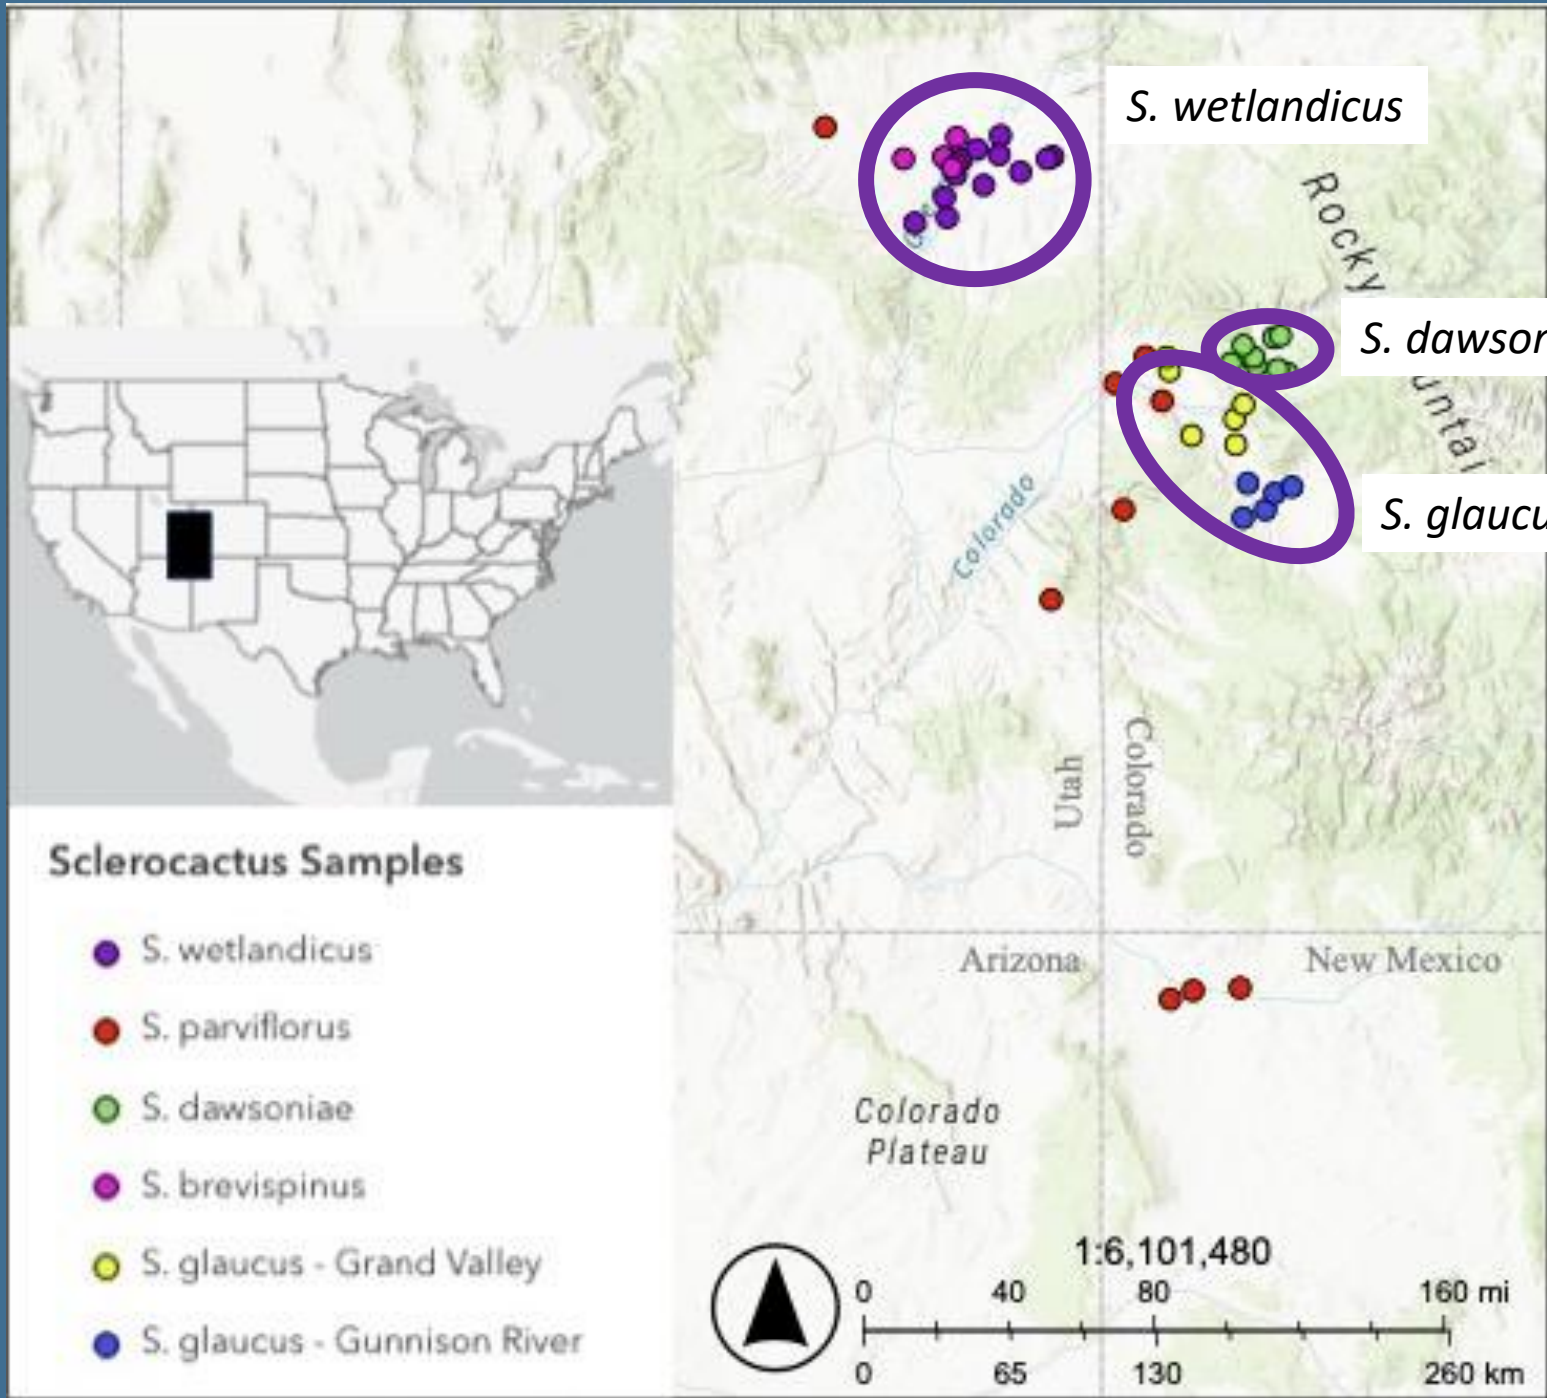 S. wetlandicus
Rocky
S. dawson
untai
S. glaucu
Colorado
Utah
Colorado
Sclerocactus Samples
S. wetlandicus
S. parviflorus
S. dawsoniae
S. brevispinus
S. glaucus - Grand Valley
S. glaucus - Gunnison River
Arizona
New Mexico
Colorado
Plateau
1:6,101,480
0 40 80 160 mi
0 65 130 260 km